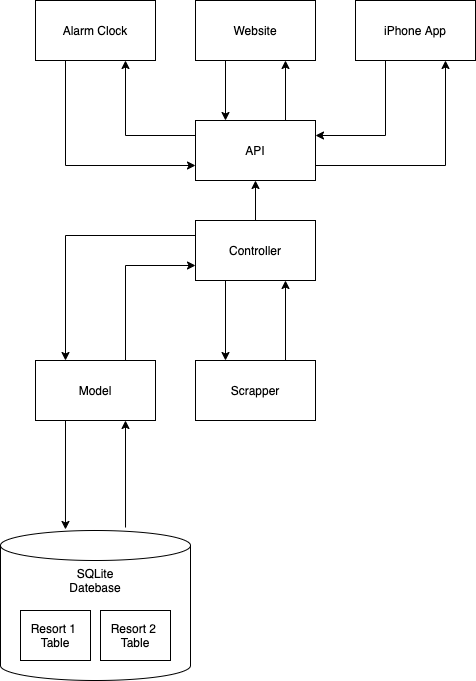 Alarm Clock
Website
iPhone App
API
Controller
Model
Scrapper
SQLite
Datebase
Resort 1
Table
Resort 2
Table